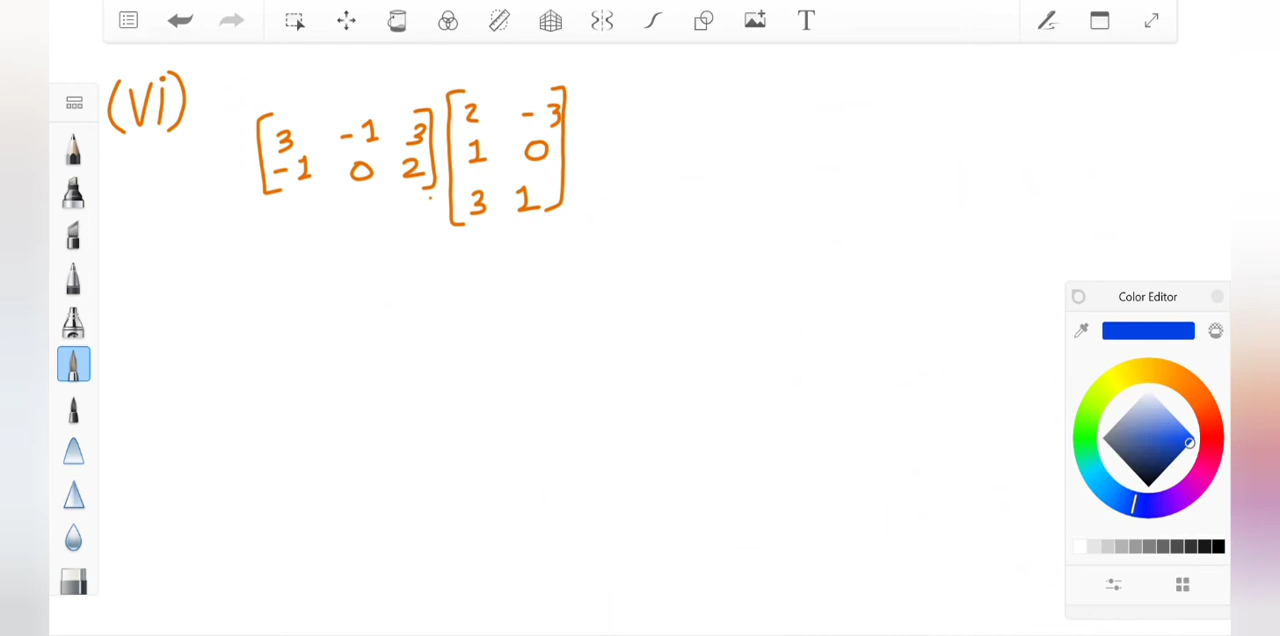 T
(Vi)
[3 -1 3] [2 -3]
[-1 0 2] [1 0]
[3 1]
Color Editor